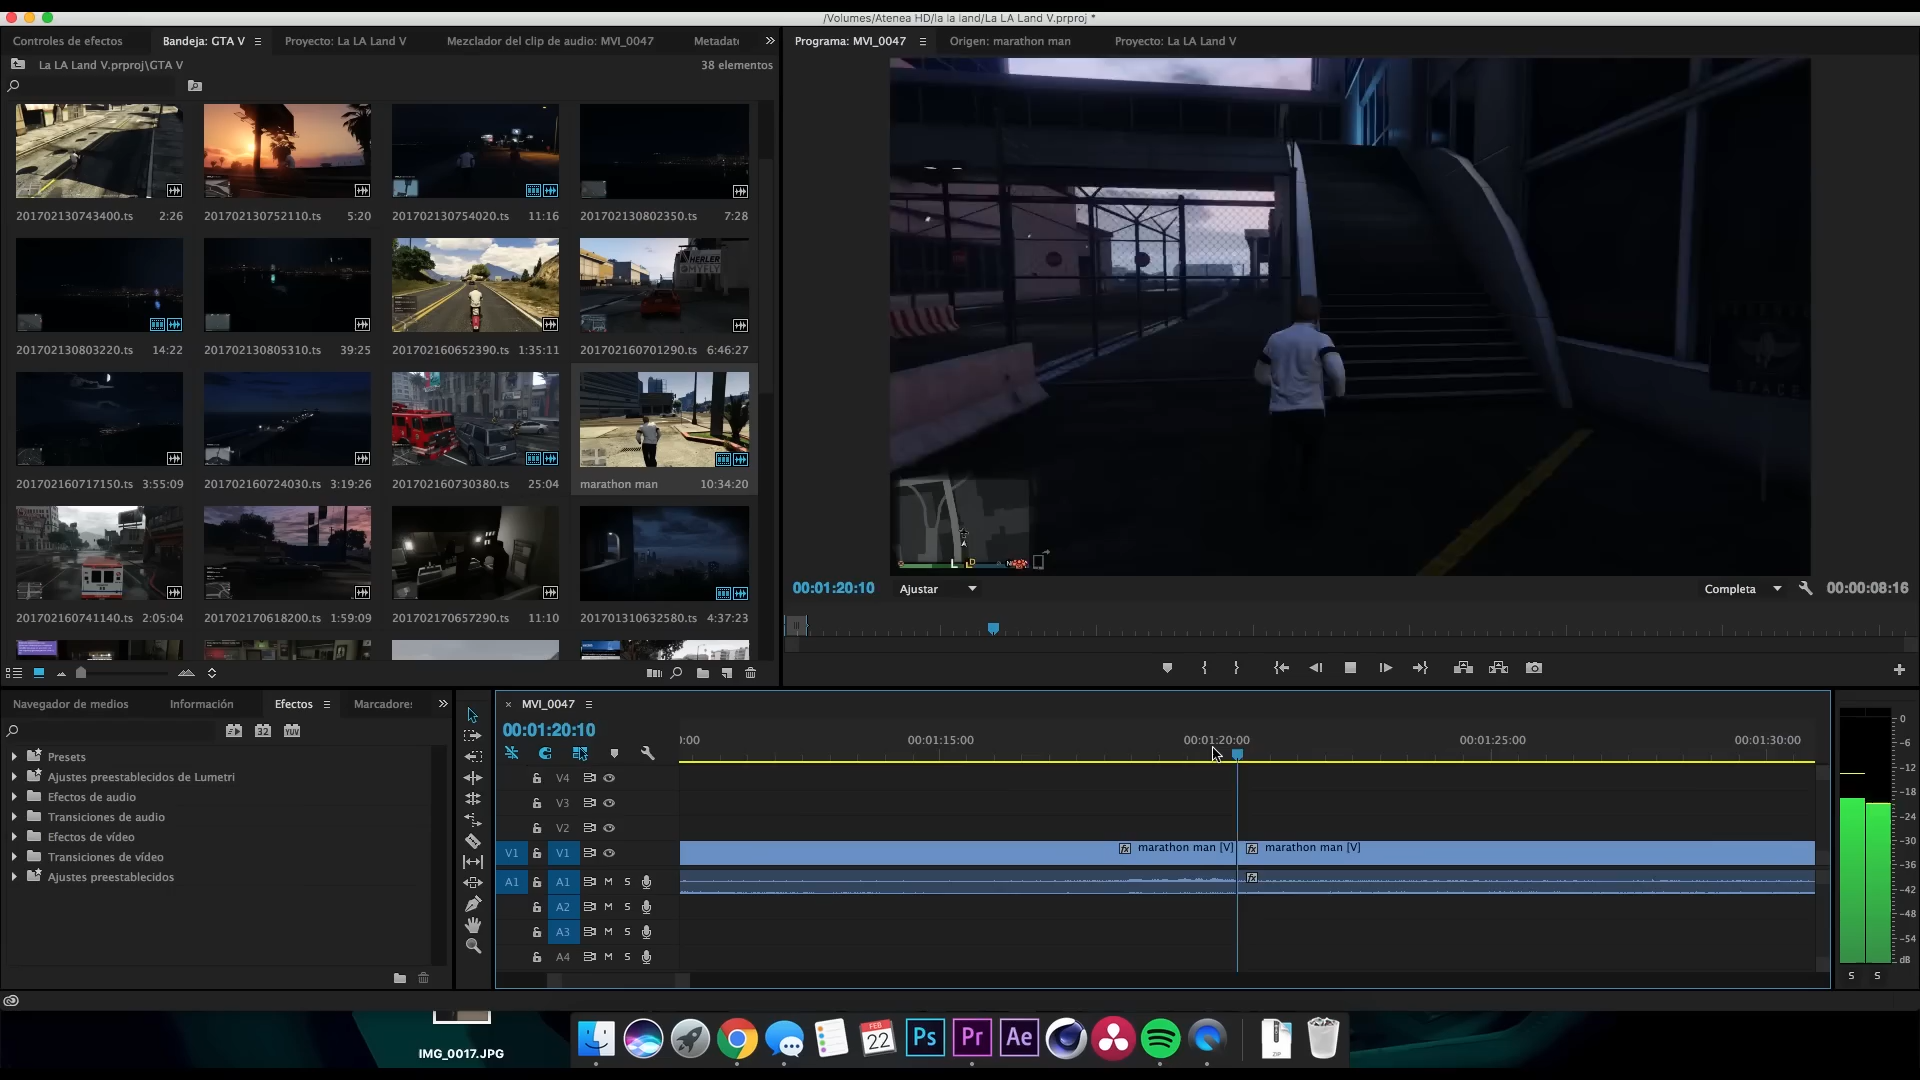 /Volumes/Atenea HD/la la land/La LA Land V.prproj *
Controles de efectos
Bandeja: GTA V
Proyecto: La LA Land V
Mezclador del clip de audio: MVI_0047
Metadat
Programa: MVI_0047
Origen: marathon man
Proyecto: La LA Land V
La LA Land V.prproj\GTA V
38 elementos
201702130743400.ts 2:26
201702130752110.ts 5:20
201702130754020.ts 11:16
201702130802350.ts 7:28
201702130803220.ts 14:22
201702130805310.ts 39:25
201702160652390.ts 1:35:11
201702160701290.ts 6:46:27
201702160717150.ts 3:55:09
201702160724030.ts 3:19:26
201702160730380.ts 25:04
marathon man 10:34:20
201702160741140.ts 2:05:04
201702170618200.ts 1:59:09
201702170657290.ts 11:10
201701310632580.ts 4:37:23
00:01:20:10
Ajustar
Completa
00:00:08:16
Navegador de medios
Información
Efectos
Marcadores
32
YUV
Presets
Ajustes preestablecidos de Lumetri
Efectos de audio
Transiciones de audio
Efectos de vídeo
Transiciones de vídeo
Ajustes preestablecidos
MVI_0047
00:01:20:10
0:00
00:01:15:00
00:01:20:00
00:01:25:00
00:01:30:00
V4
V3
V2
V1 V1
fx marathon man [V]
fx marathon man [V]
A1 A1 M S
fx
A2 M S
A3 M S
A4 M S
0
-6
-12
-18
-24
-30
-36
-42
-48
-54
dB
S S
IMG_0017.JPG
FEB
22
Ps
Pr
Ae
ZIP